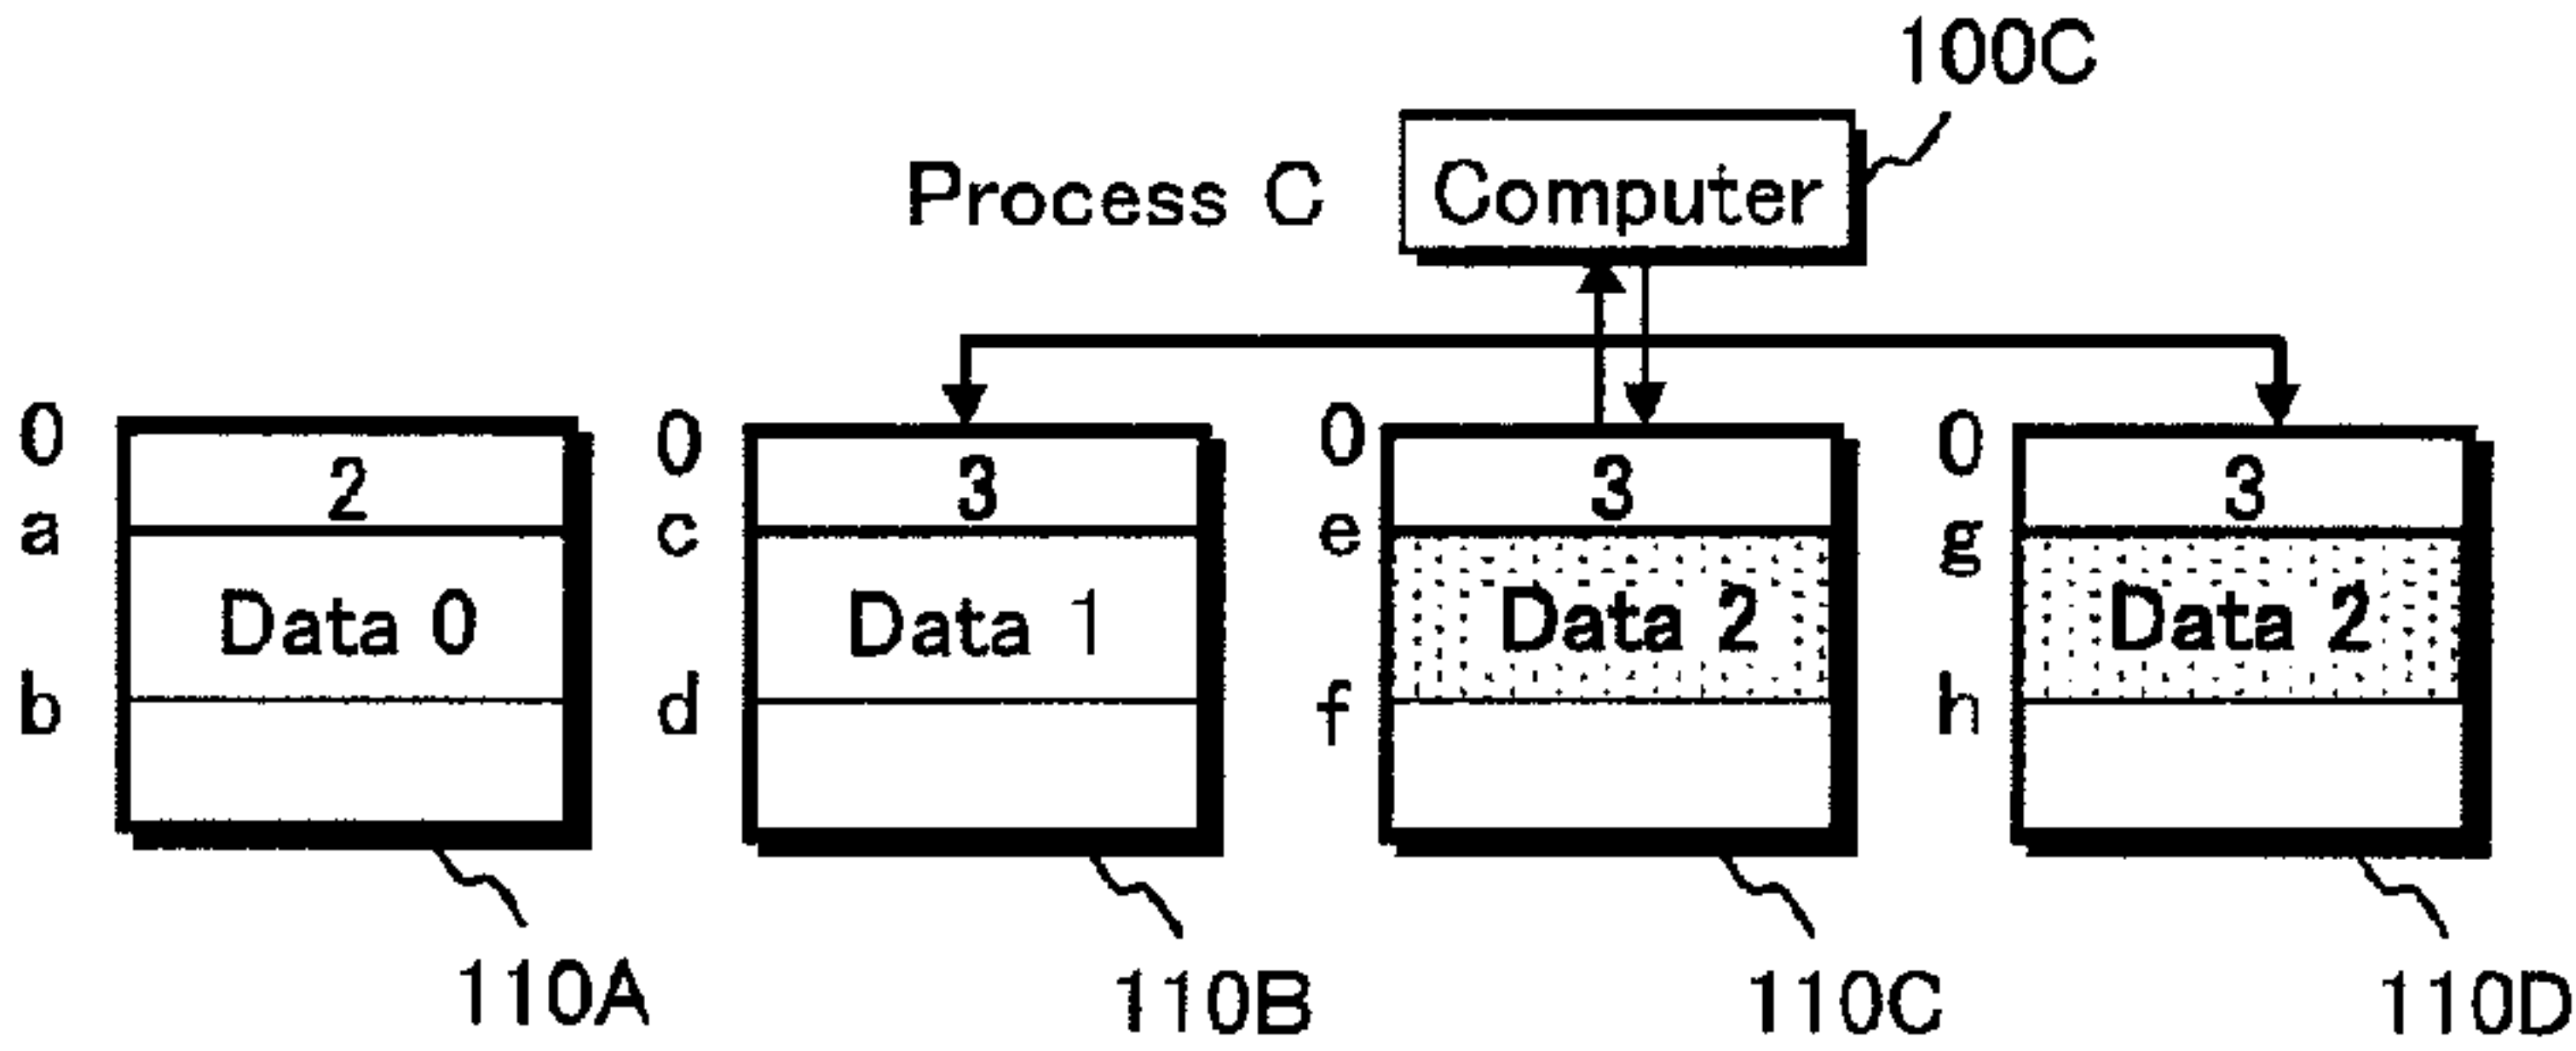 100C
Process C
Computer
0
2
a
Data 0
b
110A
0
3
c
Data 1
d
110B
0
3
e
Data 2
f
110C
0
3
g
Data 2
h
110D